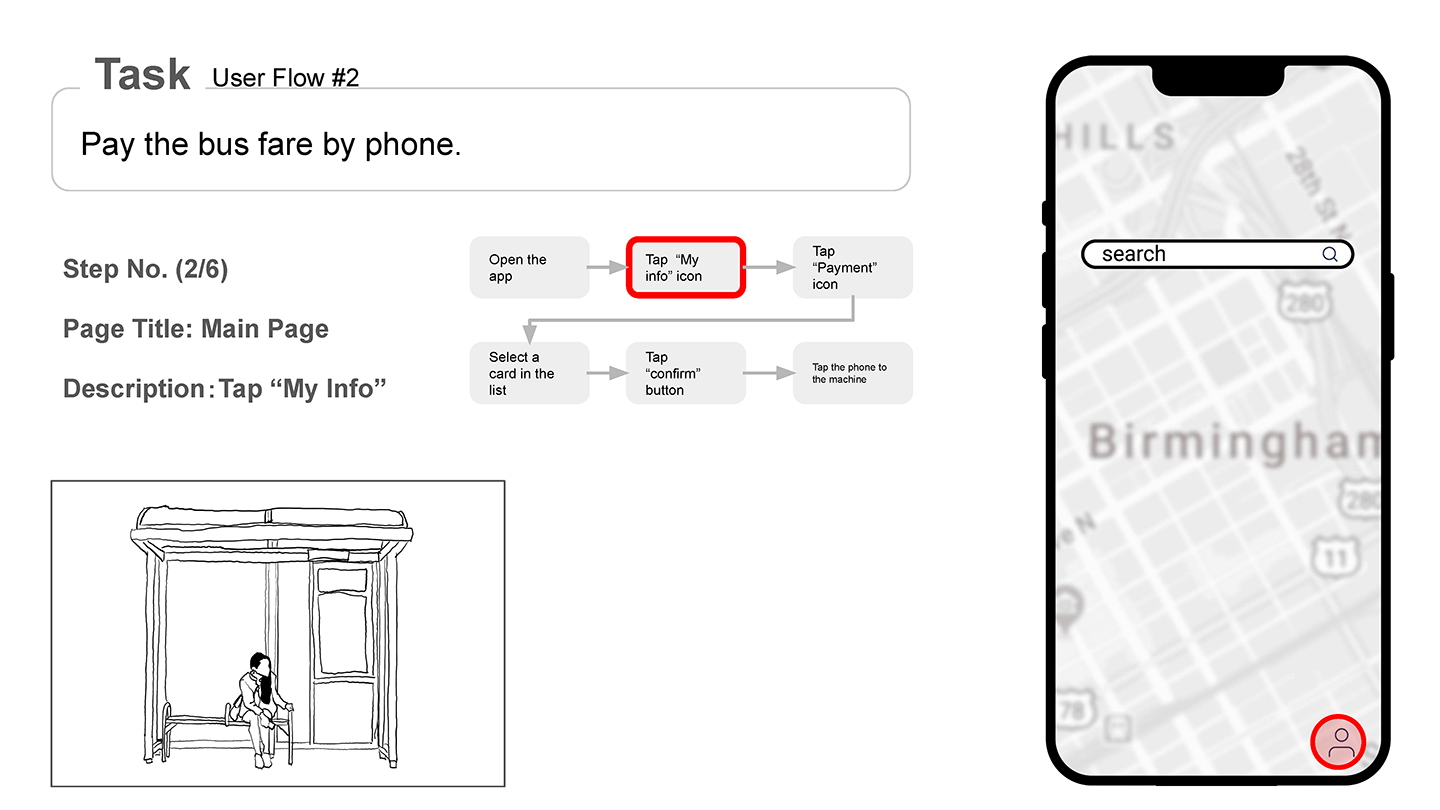 Task User Flow #2
Pay the bus fare by phone.
Step No. (2/6)
Page Title: Main Page
Description: Tap “My Info”
Open the
app
Tap “My
info” icon
Tap
“Payment”
icon
Select a
card in the
list
Tap
“confirm”
button
Tap the phone to
the machine
HILLS
28th St N
search
280
Birmingham
280
ve N
11
78